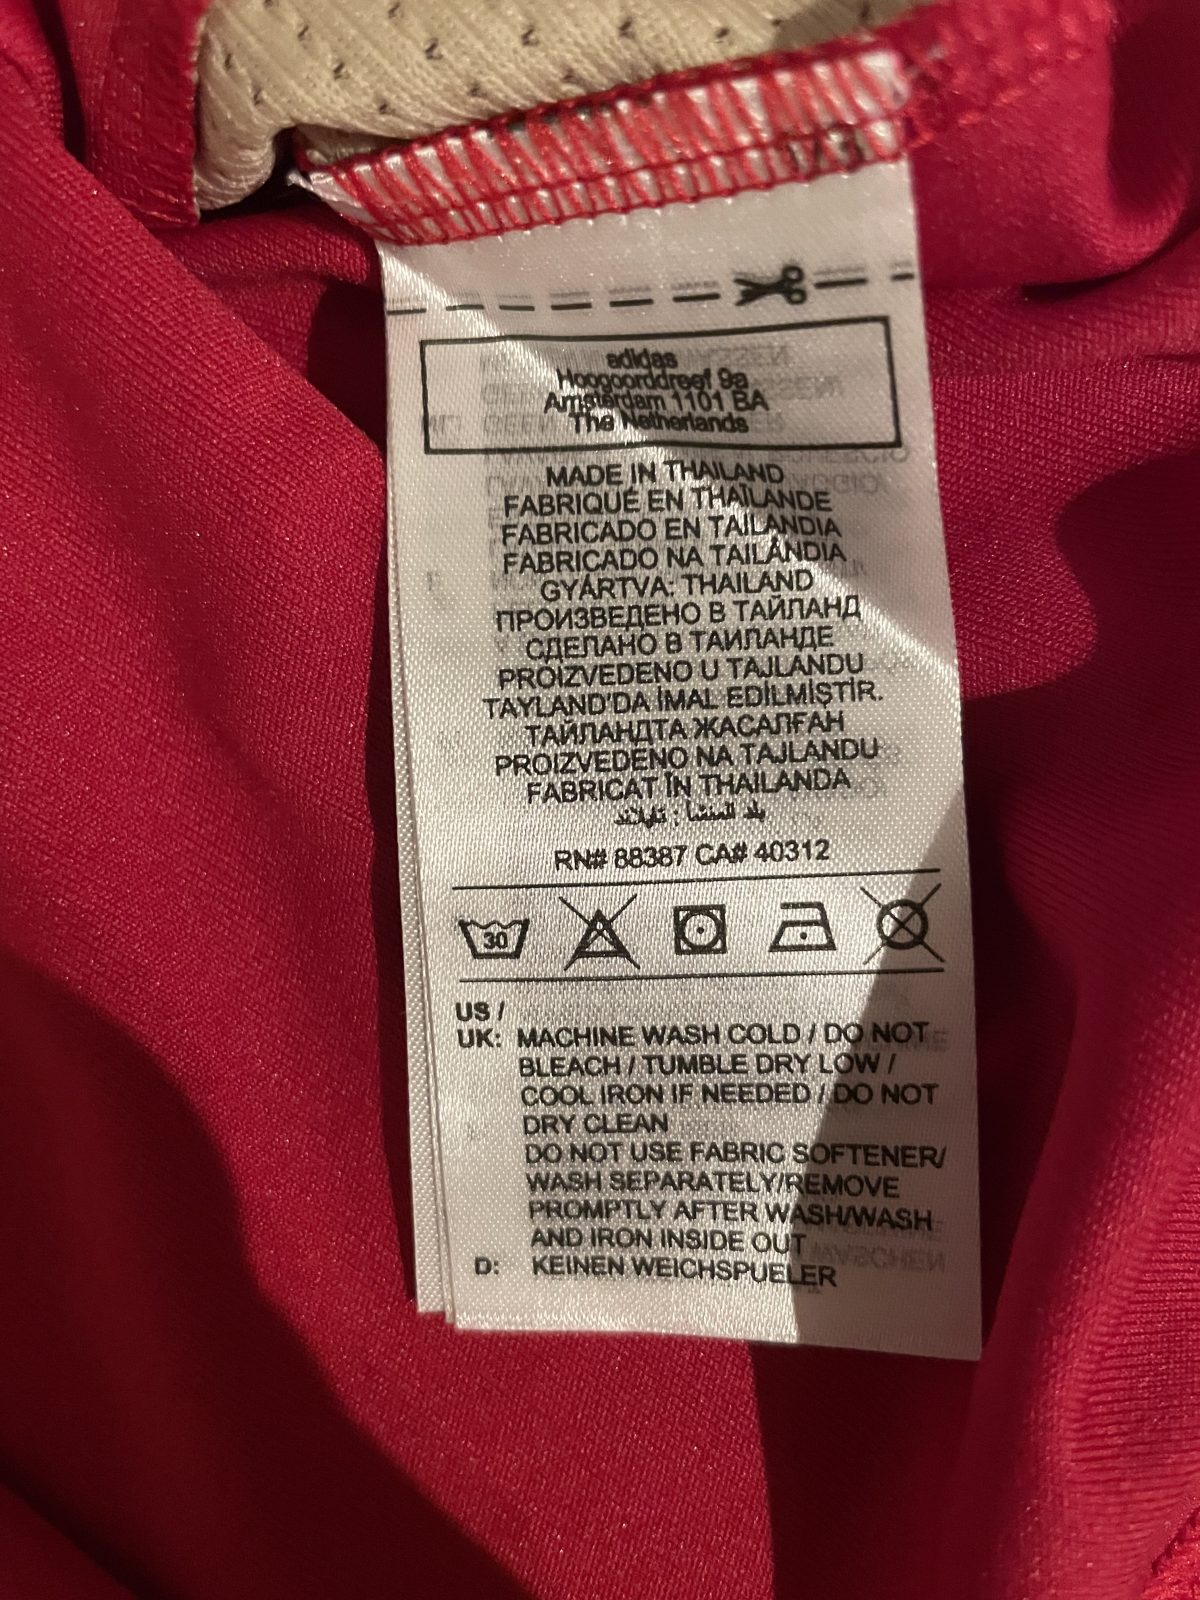 adidas
Hoogoorddreef 9a
Amsterdam 1101 BA
The Netherlands
MADE IN THAILAND
FABRIQUÉ EN THAÏLANDE
FABRICADO EN TAILANDIA
FABRICADO NA TAILÂNDIA
GYÁRTVA: THAILAND
ПРОИЗВЕДЕНО В ТАЙЛАНД
СДЕЛАНО В ТАИЛАНДЕ
PROIZVEDENO U TAJLANDU
TAYLAND'DA İMAL EDİLMİŞTİR.
ТАЙЛАНДТА ЖАСАЛҒАН
PROIZVEDENO NA TAJLANDU
FABRICAT ÎN THAILANDA
بلد المنشأ : تايلاند
RN# 88387 CA# 40312
30
US /
UK: MACHINE WASH COLD / DO NOT
BLEACH / TUMBLE DRY LOW /
COOL IRON IF NEEDED / DO NOT
DRY CLEAN
DO NOT USE FABRIC SOFTENER/
WASH SEPARATELY/REMOVE
PROMPTLY AFTER WASH/WASH
AND IRON INSIDE OUT
D: KEINEN WEICHSPUELER